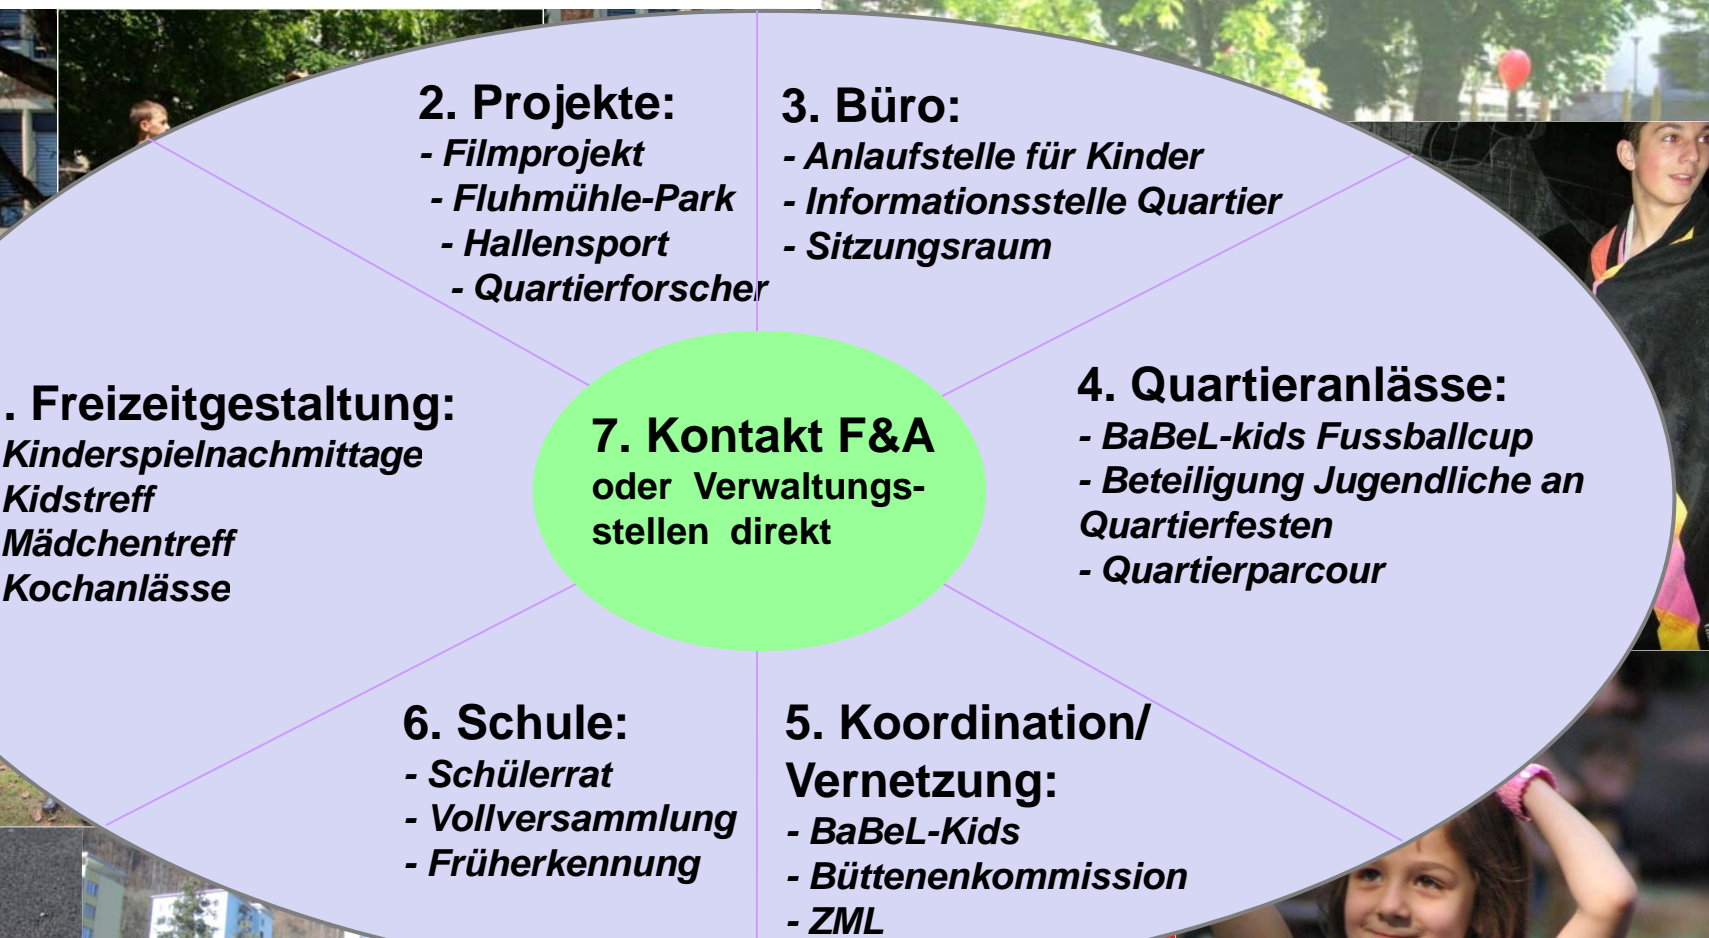 2. Projekte:
- Filmprojekt
- Fluhmühle-Park
- Hallensport
- Quartierforscher
3. Büro:
- Anlaufstelle für Kinder
- Informationsstelle Quartier
- Sitzungsraum
. Freizeitgestaltung:
Kinderspielnachmittage
Kidstreff
Mädchentreff
Kochanlässe
7. Kontakt F&A
oder Verwaltungs-
stellen direkt
4. Quartieranlässe:
- BaBeL-kids Fussballcup
- Beteiligung Jugendliche an
Quartierfesten
- Quartierparcour
6. Schule:
- Schülerrat
- Vollversammlung
- Früherkennung
5. Koordination/
Vernetzung:
- BaBeL-Kids
- Büttenenkommission
- ZML